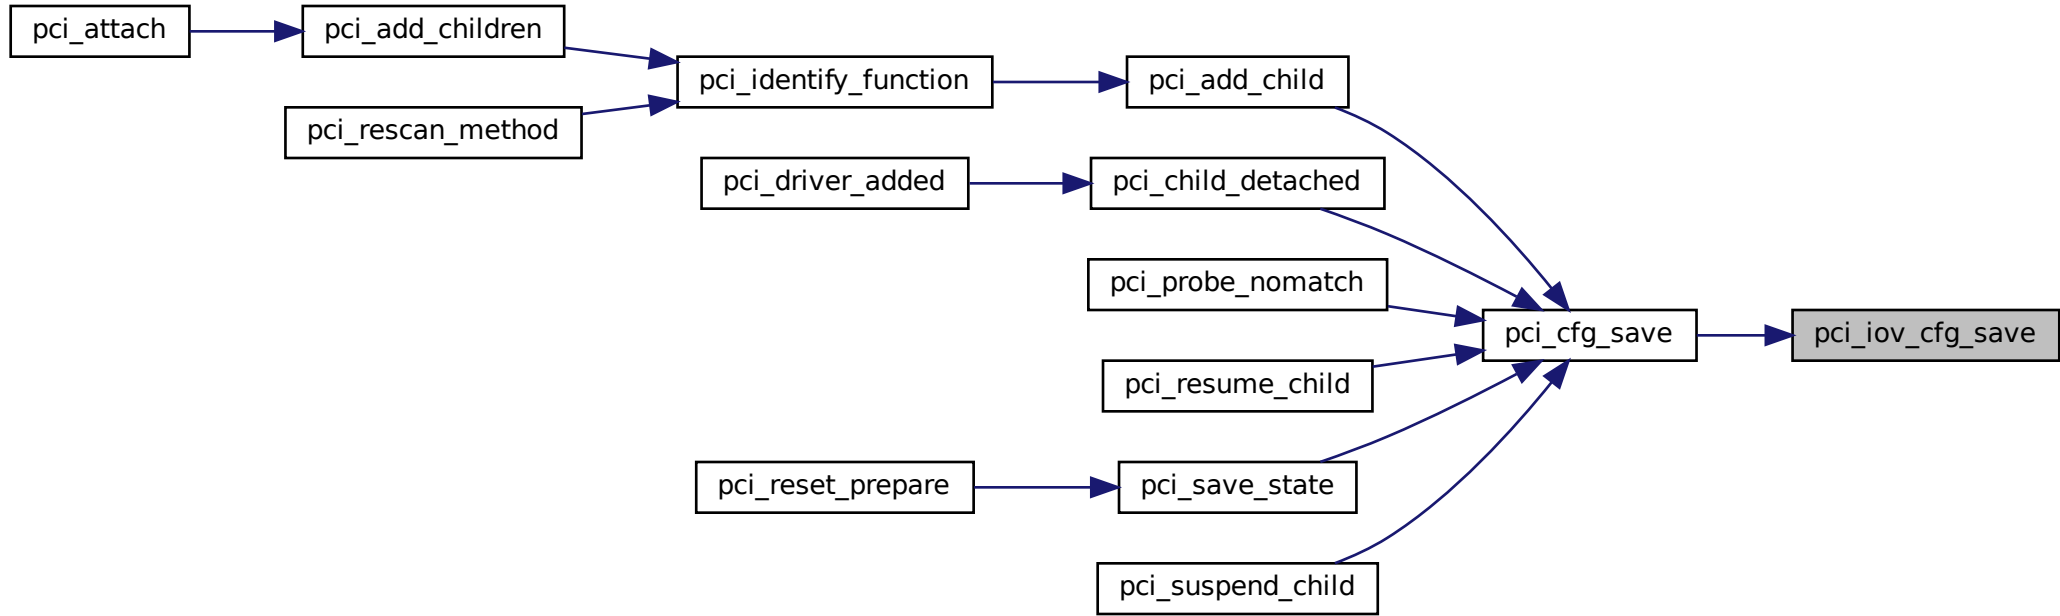 pci_attach
pci_add_children
pci_identify_function
pci_add_child
pci_rescan_method
pci_driver_added
pci_child_detached
pci_probe_nomatch
pci_cfg_save
pci_iov_cfg_save
pci_resume_child
pci_reset_prepare
pci_save_state
pci_suspend_child